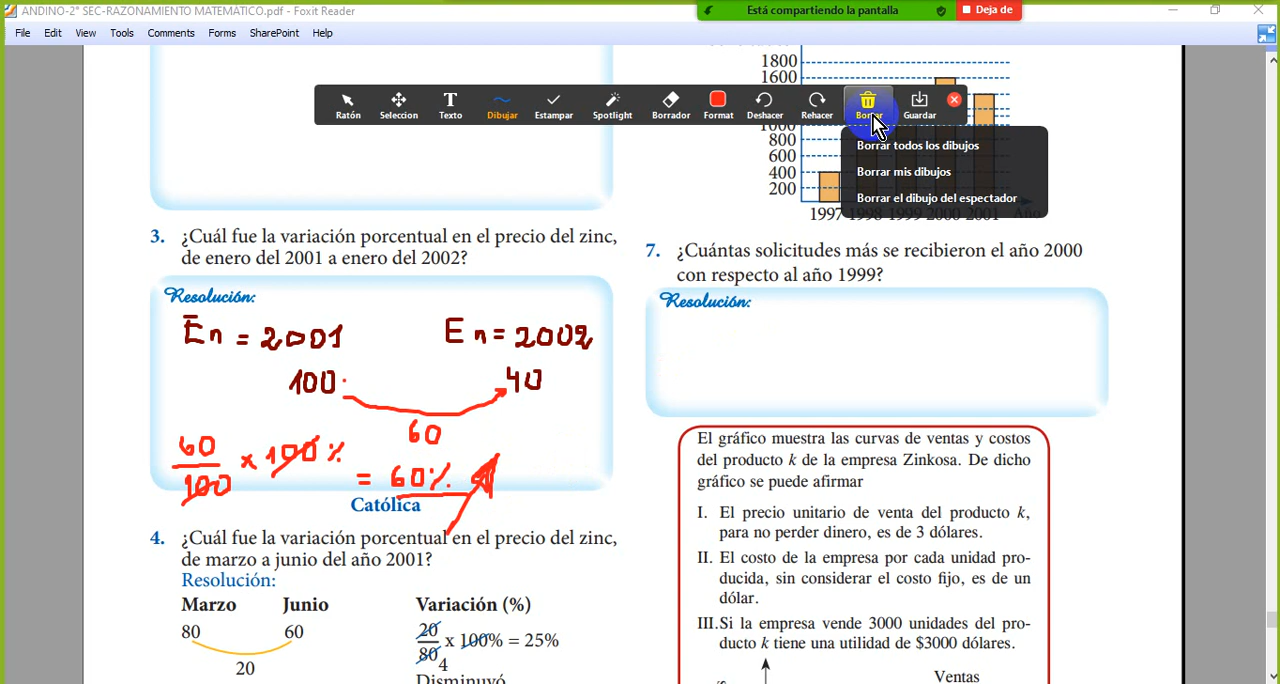 ANDINO-2° SEC-RAZONAMIENTO MATEMATICO.pdf - Foxit Reader
Está compartiendo la pantalla
Deja de
File Edit View Tools Comments Forms SharePoint Help
Ratón Seleccion Texto Dibujar Estampar Spotlight Borrador Format Deshacer Rehacer Borrar Guardar
Borrar todos los dibujos
Borrar mis dibujos
Borrar el dibujo del espectador
1800
1600
1000
800
600
400
200
1997 1998 1999 2000 2001 Año
3. ¿Cuál fue la variación porcentual en el precio del zinc,
de enero del 2001 a enero del 2002?
Resolución:
En = 2001 En = 2002
100 40
60
60/100 x 100% = 60%
Católica
4. ¿Cuál fue la variación porcentual en el precio del zinc,
de marzo a junio del año 2001?
Resolución:
Marzo Junio Variación (%)
80 60
20
20/80 x 100% = 25%
4
Disminuyó
7. ¿Cuántas solicitudes más se recibieron el año 2000
con respecto al año 1999?
Resolución:
El gráfico muestra las curvas de ventas y costos
del producto k de la empresa Zinkosa. De dicho
gráfico se puede afirmar
I. El precio unitario de venta del producto k,
para no perder dinero, es de 3 dólares.
II. El costo de la empresa por cada unidad pro-
ducida, sin considerar el costo fijo, es de un
dólar.
III. Si la empresa vende 3000 unidades del pro-
ducto k tiene una utilidad de $3000 dólares.
Ventas